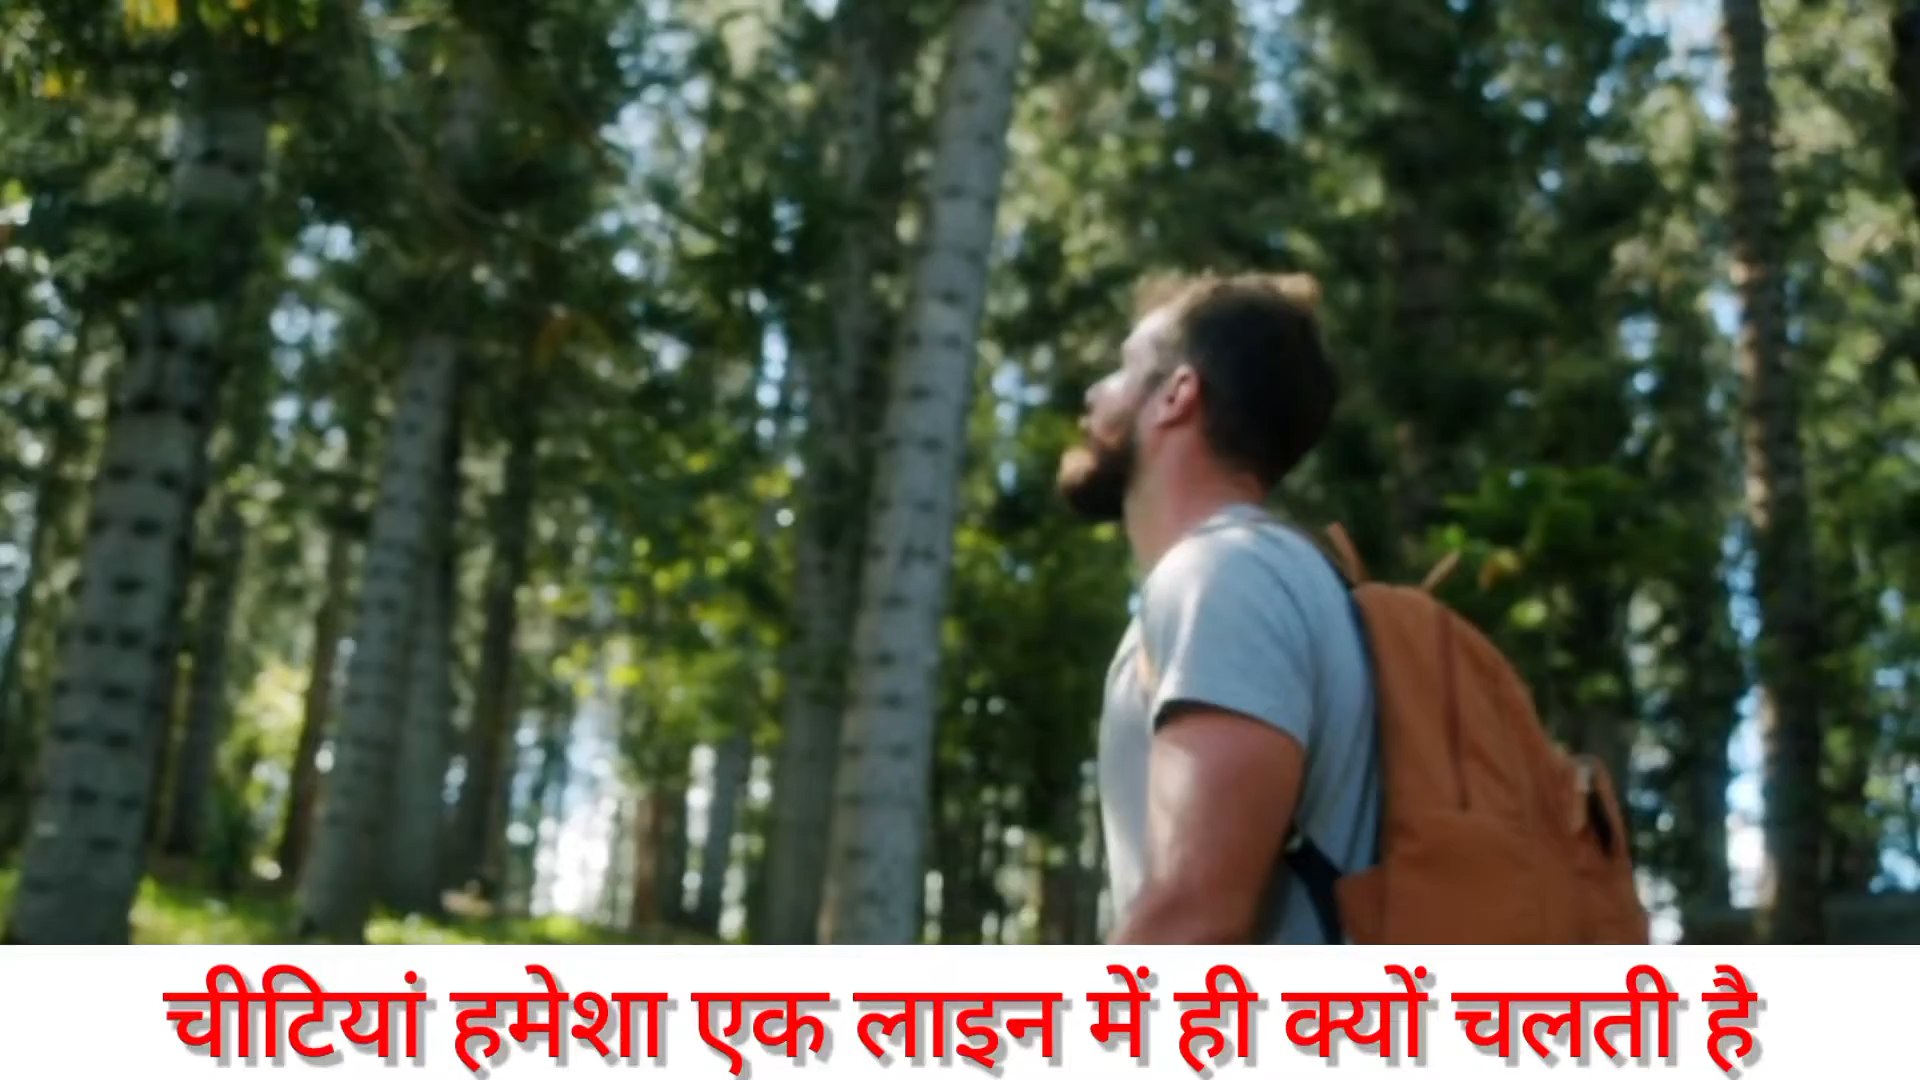 चीटियां हमेशा एक लाइन में ही क्यों चलती है